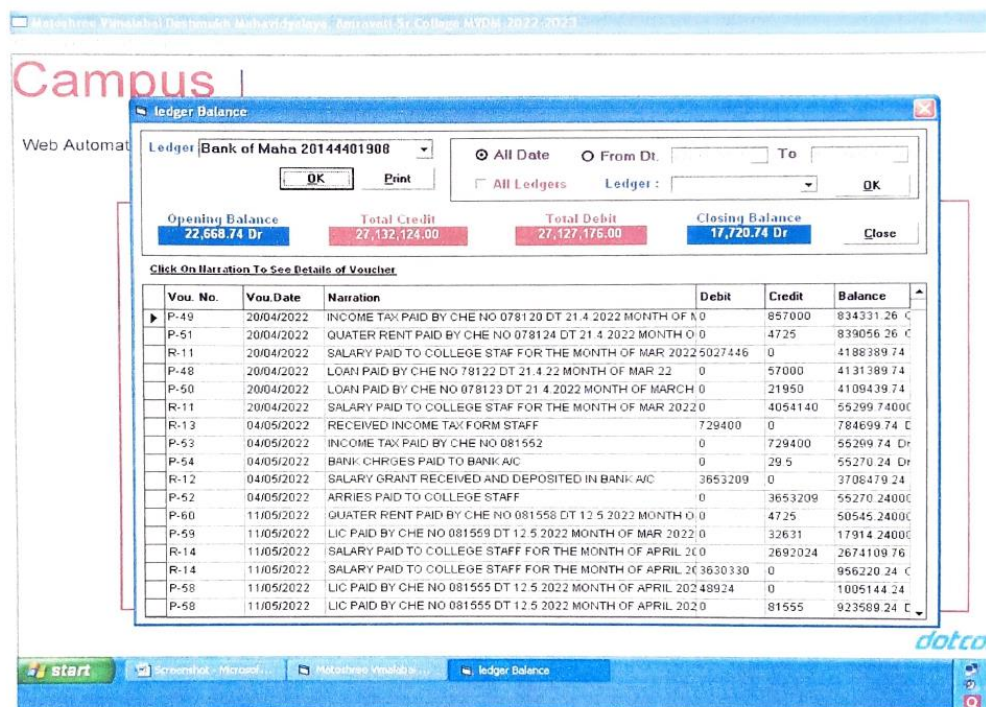 Matoshree Vimalabai Deshmukh Mahavidyalaya, Amravati-Sr College MVDM-2022-2023
Campus
Web Automat
ledger Balance
Ledger Bank of Maha 20144401908
OK Print
All Date From Dt. To
All Ledgers Ledger : OK
Opening Balance Total Credit Total Debit Closing Balance
22,668.74 Dr 27,132,124.00 27,127,176.00 17,720.74 Dr Close
Click On Narration To See Details of Voucher
Vou. No. Vou.Date Narration Debit Credit Balance
P-49 20/04/2022 INCOME TAX PAID BY CHE NO 078120 DT 21.4.2022 MONTH OF M 0 857000 834331.26 C
P-51 20/04/2022 QUATER RENT PAID BY CHE NO 078124 DT 21.4.2022 MONTH O 0 4725 839056.26 C
R-11 20/04/2022 SALARY PAID TO COLLEGE STAF FOR THE MONTH OF MAR 2022 5027446 0 4188389.74
P-48 20/04/2022 LOAN PAID BY CHE NO 78122 DT 21.4.22 MONTH OF MAR 22 0 57000 4131389.74
P-50 20/04/2022 LOAN PAID BY CHE NO 078123 DT 21.4.2022 MONTH OF MARCH 0 21950 4109439.74
R-11 20/04/2022 SALARY PAID TO COLLEGE STAF FOR THE MONTH OF MAR 2022 0 4054140 55299.7400
R-13 04/05/2022 RECEIVED INCOME TAX FORM STAFF 729400 0 784699.74 D
P-53 04/05/2022 INCOME TAX PAID BY CHE NO 081552 0 729400 55299.74 Dr
P-54 04/05/2022 BANK CHRGES PAID TO BANK A/C 0 29.5 55270.24 Dr
R-12 04/05/2022 SALARY GRANT RECEIVED AND DEPOSITED IN BANK A/C 3653209 0 3708479.24
P-52 04/05/2022 ARRIES PAID TO COLLEGE STAFF 0 3653209 55270.2400
P-60 11/05/2022 QUATER RENT PAID BY CHE NO 081558 DT 12.5.2022 MONTH O 0 4725 50545.2400
P-59 11/05/2022 LIC PAID BY CHE NO 081559 DT 12.5.2022 MONTH OF MAR 2022 0 32631 17914.2400
R-14 11/05/2022 SALARY PAID TO COLLEGE STAFF FOR THE MONTH OF APRIL 20 0 2692024 2674109.76
R-14 11/05/2022 SALARY PAID TO COLLEGE STAFF FOR THE MONTH OF APRIL 20 3630330 0 956220.24 C
P-58 11/05/2022 LIC PAID BY CHE NO 081555 DT 12.5.2022 MONTH OF APRIL 202 48924 0 1005144.24
P-58 11/05/2022 LIC PAID BY CHE NO 081555 DT 12.5.2022 MONTH OF APRIL 202 0 81555 923589.24 D
dotco
start Screenshot - Microsof... Matoshree Vimalabai ... ledger Balance